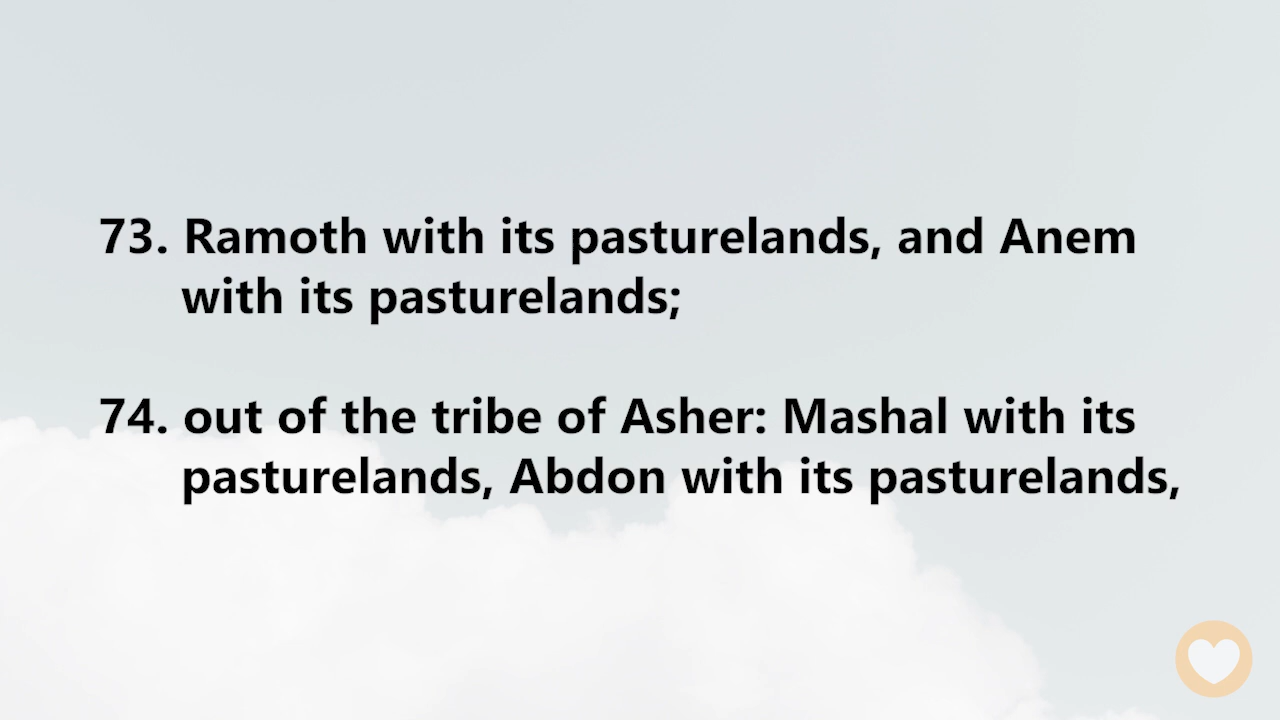 73. Ramoth with its pasturelands, and Anem
with its pasturelands;
74. out of the tribe of Asher: Mashal with its
pasturelands, Abdon with its pasturelands,